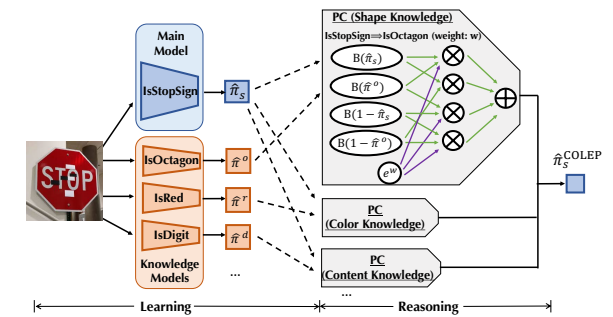 Main
Model
IsStopSign
π̂ₛ
STOP
IsOctagon
π̂ᵒ
IsRed
π̂ʳ
IsDigit
π̂ᵈ
Knowledge
Models
...
...
PC (Shape Knowledge)
IsStopSign⟹IsOctagon (weight: w)
B(π̂ₛ)
B(π̂ᵒ)
B(1 − π̂ₛ)
B(1 − π̂ᵒ)
eʷ
PC
(Color Knowledge)
PC
(Content Knowledge)
π̂ₛ^COLEP
Learning
Reasoning